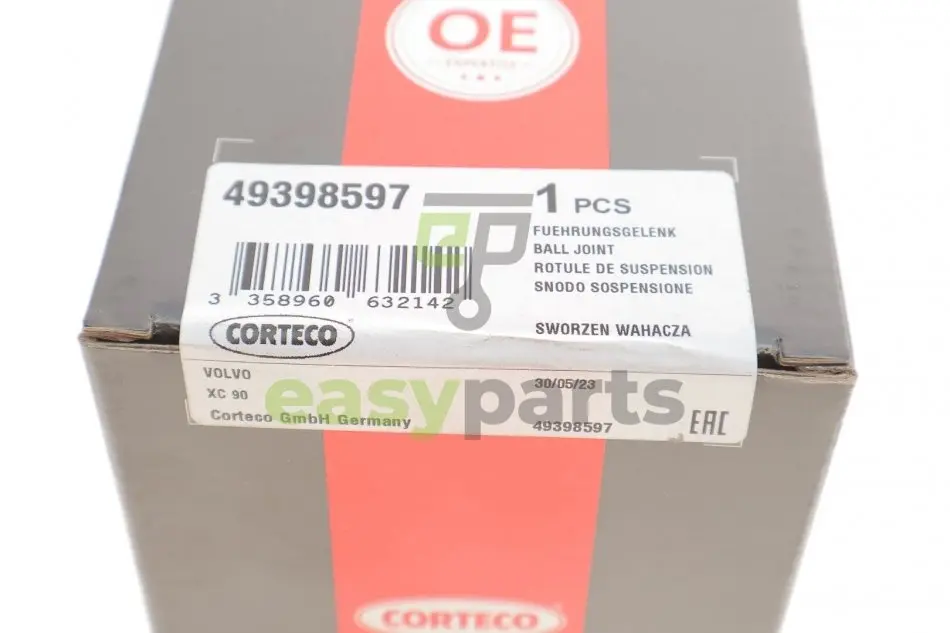 OE
EXPERTISE
49398597
1 PCS
FUEHRUNGSGELENK
BALL JOINT
ROTULE DE SUSPENSION
SNODO SOSPENSIONE
SWORZEN WAHACZA
3 358960 632142
CORTECO
VOLVO
XC 90
Corteco GmbH Germany
30/05/23
49398597
EAC
easyparts
CORTECO